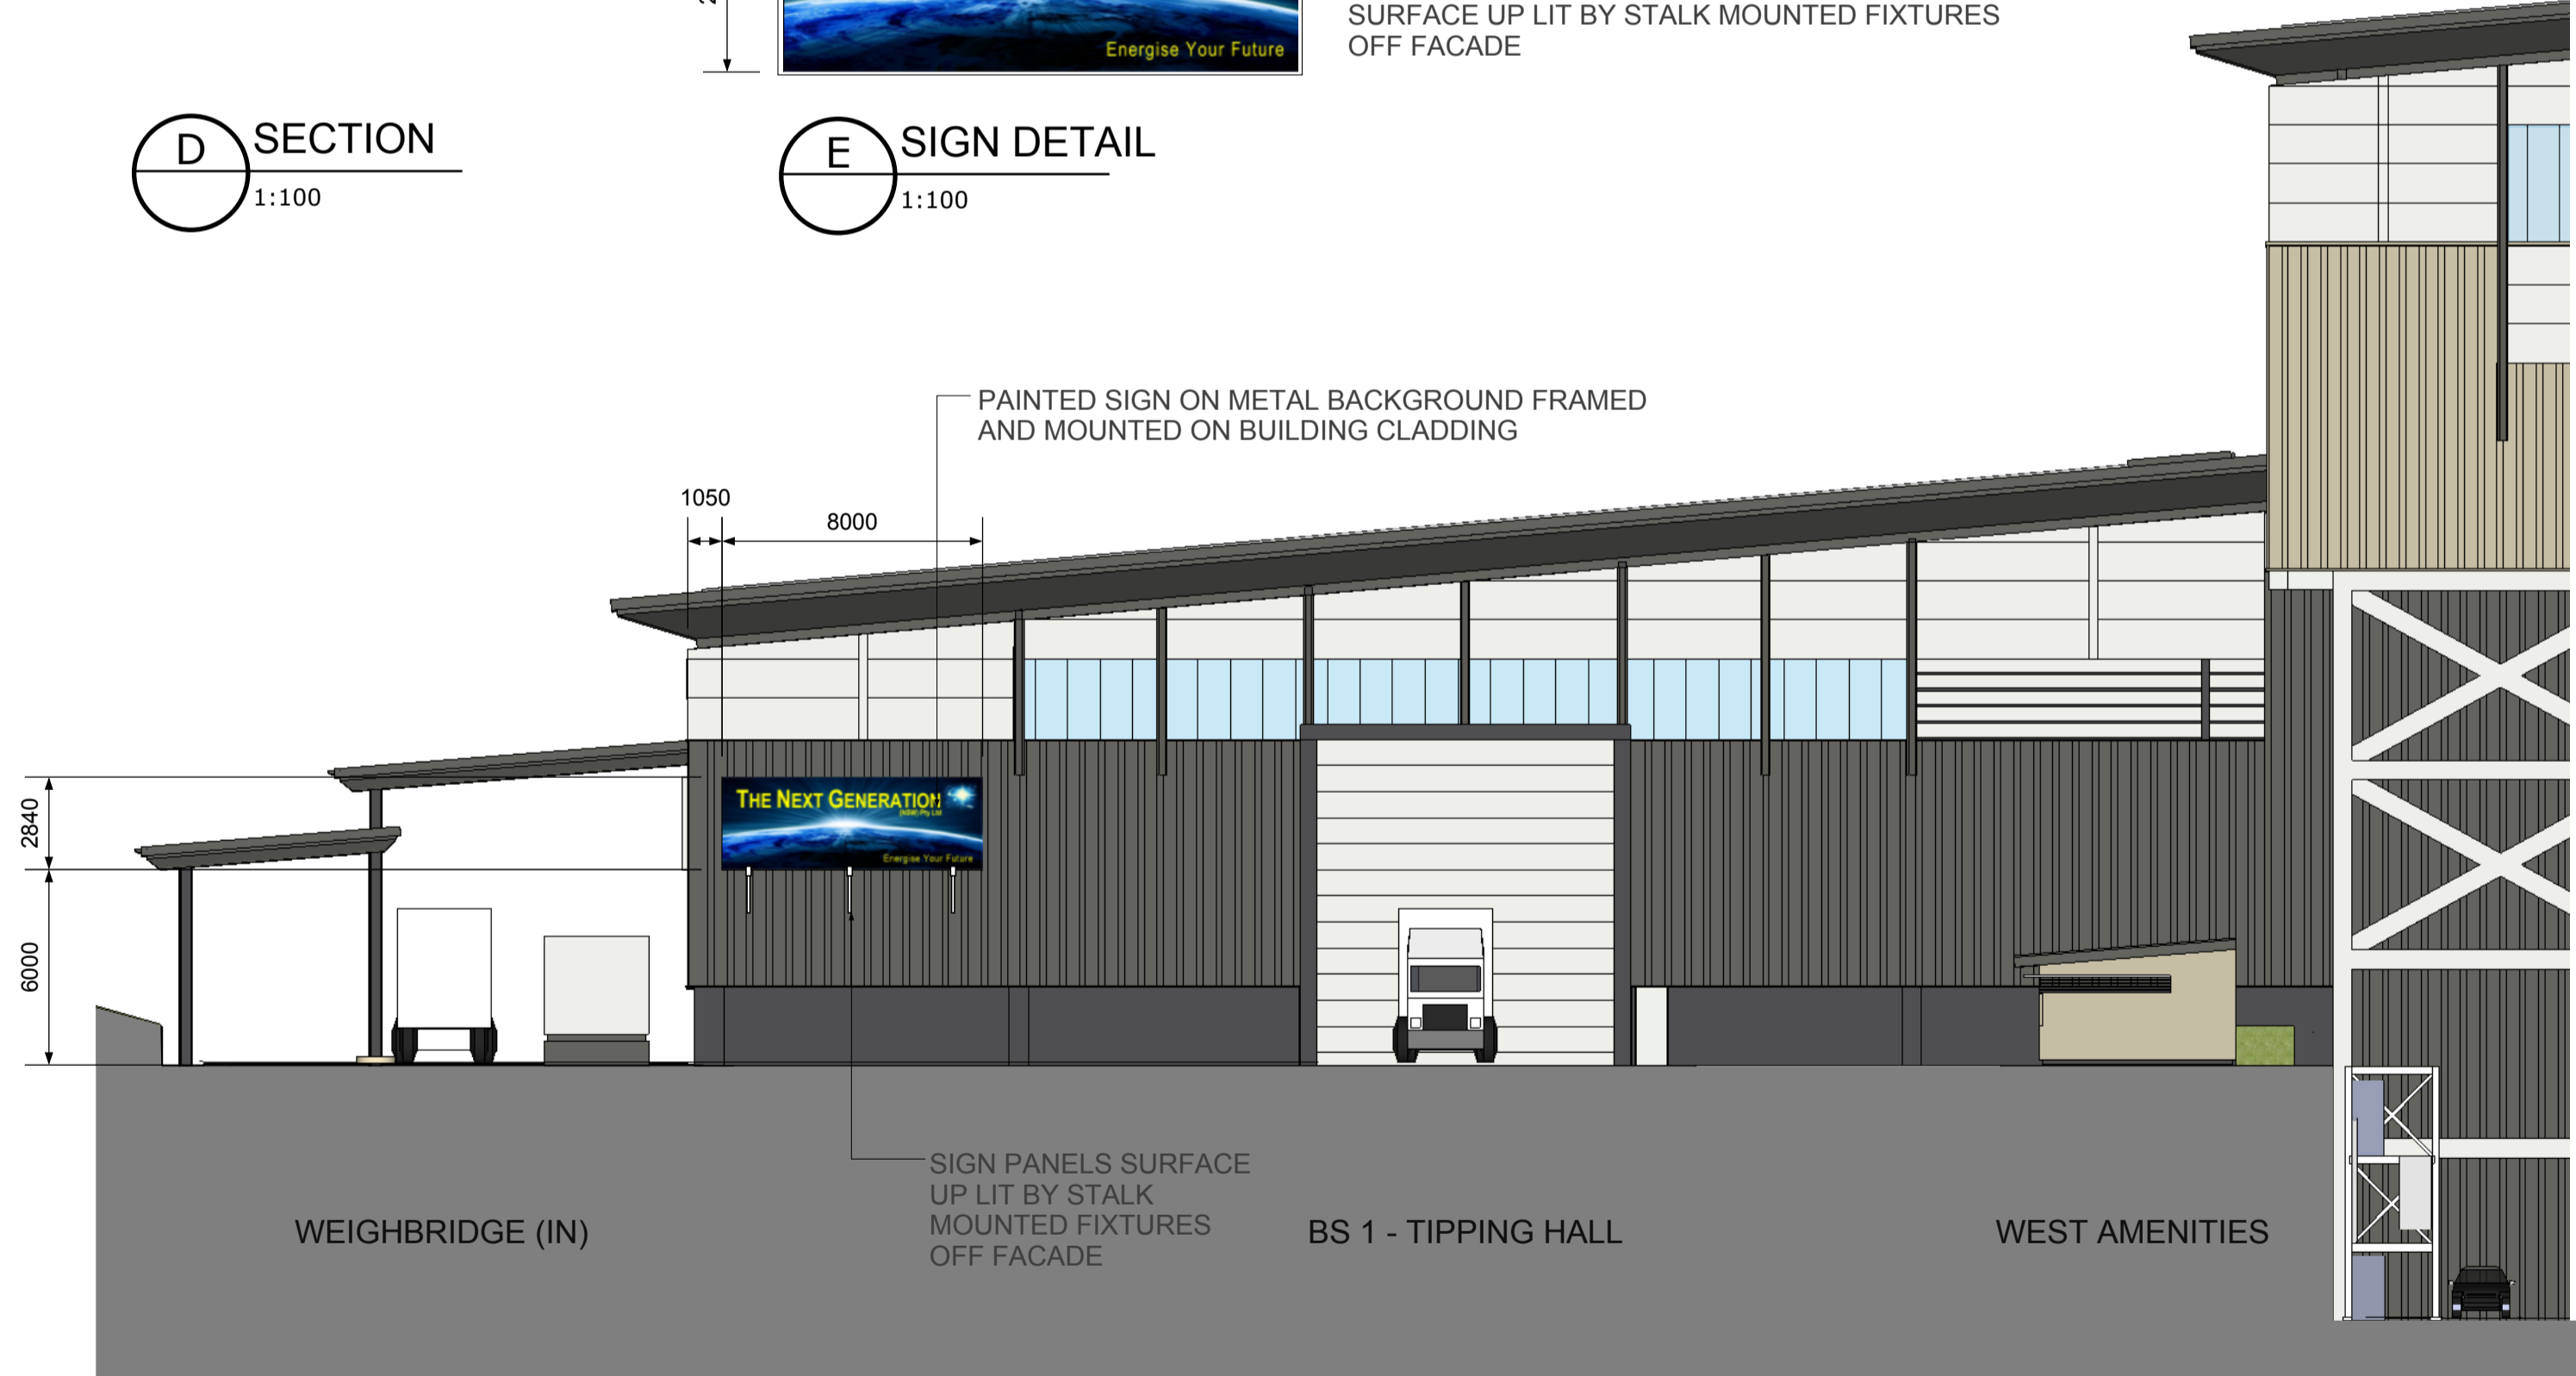 SURFACE UP LIT BY STALK MOUNTED FIXTURES
OFF FACADE
Energise Your Future
D
SECTION
1:100
E
SIGN DETAIL
1:100
PAINTED SIGN ON METAL BACKGROUND FRAMED
AND MOUNTED ON BUILDING CLADDING
1050
8000
2840
6000
THE NEXT GENERATION
(NSW) Pty Ltd
Energise Your Future
SIGN PANELS SURFACE
UP LIT BY STALK
MOUNTED FIXTURES
OFF FACADE
WEIGHBRIDGE (IN)
BS 1 - TIPPING HALL
WEST AMENITIES